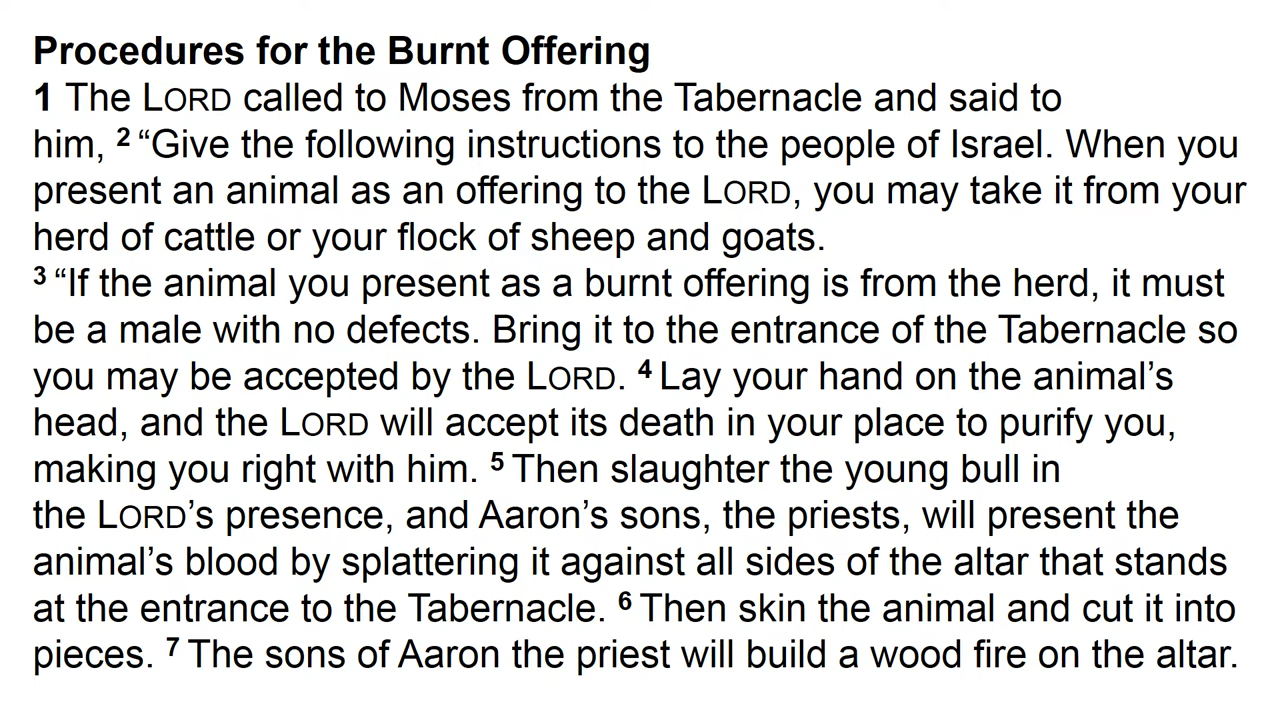 Procedures for the Burnt Offering
1 The LORD called to Moses from the Tabernacle and said to
him, 2 “Give the following instructions to the people of Israel. When you
present an animal as an offering to the LORD, you may take it from your
herd of cattle or your flock of sheep and goats.
3 “If the animal you present as a burnt offering is from the herd, it must
be a male with no defects. Bring it to the entrance of the Tabernacle so
you may be accepted by the LORD. 4 Lay your hand on the animal’s
head, and the LORD will accept its death in your place to purify you,
making you right with him. 5 Then slaughter the young bull in
the LORD’s presence, and Aaron’s sons, the priests, will present the
animal’s blood by splattering it against all sides of the altar that stands
at the entrance to the Tabernacle. 6 Then skin the animal and cut it into
pieces. 7 The sons of Aaron the priest will build a wood fire on the altar.